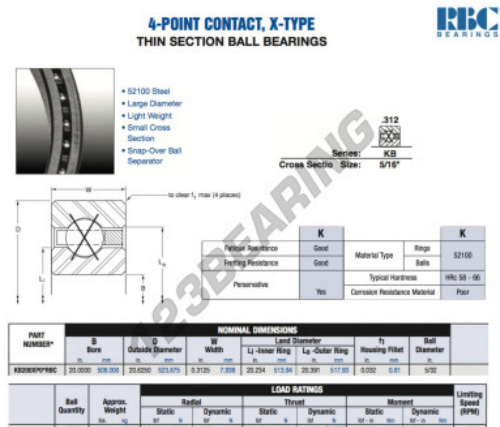 4-POINT CONTACT, X-TYPE
THIN SECTION BALL BEARINGS
RBC
BEARINGS
• 52100 Steel
• Large Diameter
• Light Weight
• Small Cross
Section
• Snap-Over Ball
Separator
.312
Series: KB
Cross Sectio Size: 5/16"
W
to clear f1 max (4 places)
D
Li
Lo
B
K K
Fatigue Resistance Good Material Type Rings 52100
Fretting Resistance Good Balls
Persensitive Yes Typical Hardness HRc 58 - 66
Corrosion Resistance Material Poor
123BEARING
NOMINAL DIMENSIONS
PART NUMBER* B Bore D Outside Diameter W Width Land Diameter f1 Housing Fillet Ball Diameter
Li -Inner Ring Lo -Outer Ring
in. mm in. mm in. mm in. mm in. mm in. mm in.
KB200XP0*RBC 20.0000 508.000 20.6250 523.875 0.3125 7.938 20.234 513.94 20.391 517.93 0.032 0.81 5/32
LOAD RATINGS
Ball Quantity Approx. Weight Radial Thrust Moment Limiting Speed (RPM)
Static Dynamic Static Dynamic Static Dynamic
lbs. kg lbf N lbf N lbf N lbf N lbf - in Nm lbf - in Nm